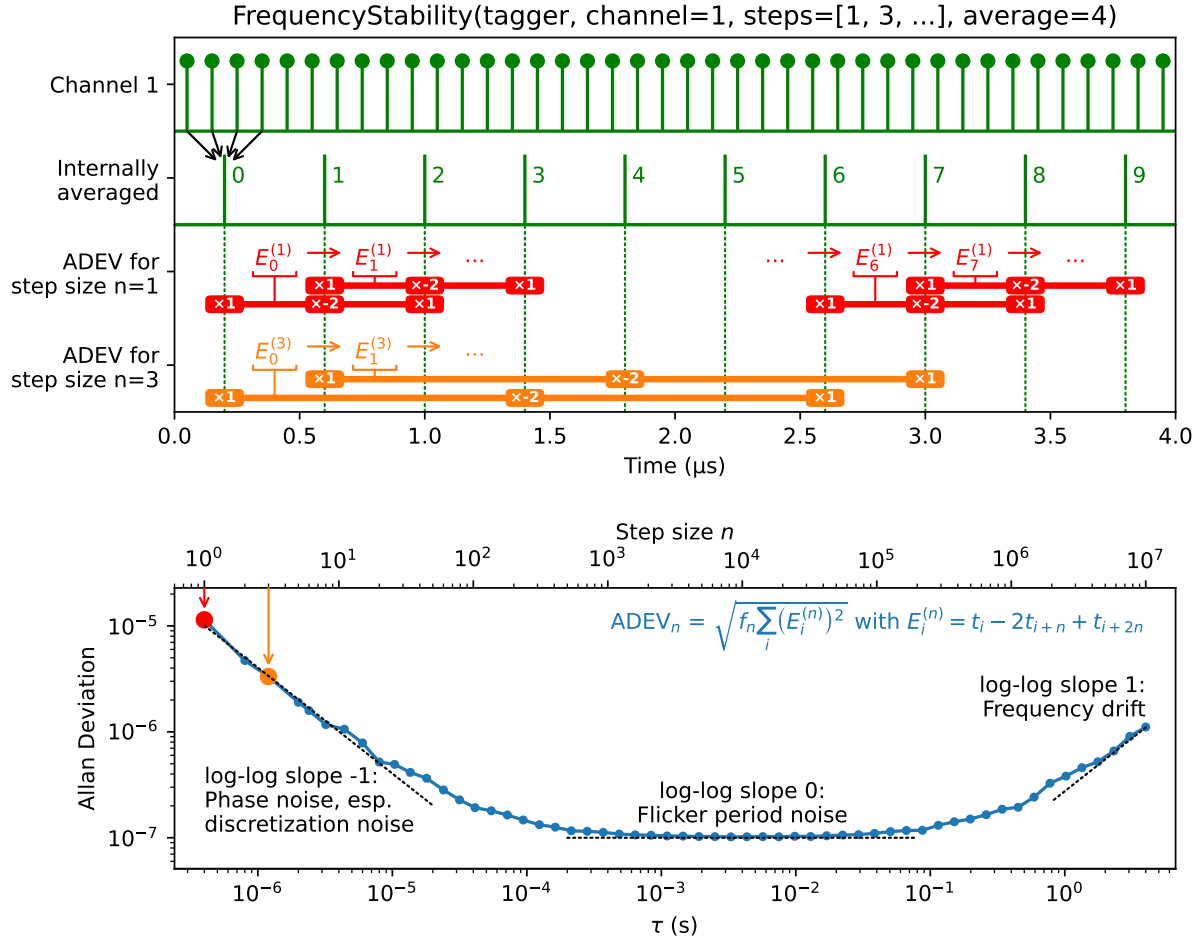 FrequencyStability(tagger, channel=1, steps=[1, 3, ...], average=4)
Channel 1
Internally
averaged
0 1 2 3 4 5 6 7 8 9
ADEV for
step size n=1
E₀⁽¹⁾ E₁⁽¹⁾ ... ... E₆⁽¹⁾ E₇⁽¹⁾ ...
×1 ×-2 ×1 ×1 ×-2 ×1
×1 ×-2 ×1 ×1 ×-2 ×1
ADEV for
step size n=3
E₀⁽³⁾ E₁⁽³⁾ ...
×1 ×-2 ×1
×1 ×-2 ×1
0.0 0.5 1.0 1.5 2.0 2.5 3.0 3.5 4.0
Time (μs)
Step size n
10⁰ 10¹ 10² 10³ 10⁴ 10⁵ 10⁶ 10⁷
ADEVₙ = √(fₙ∑ᵢ(Eᵢ⁽ⁿ⁾)²) with Eᵢ⁽ⁿ⁾ = tᵢ − 2tᵢ₊ₙ + tᵢ₊₂ₙ
Allan Deviation
10⁻⁵
10⁻⁶
10⁻⁷
log-log slope 1:
Frequency drift
log-log slope -1:
Phase noise, esp.
discretization noise
log-log slope 0:
Flicker period noise
10⁻⁶ 10⁻⁵ 10⁻⁴ 10⁻³ 10⁻² 10⁻¹ 10⁰
τ (s)